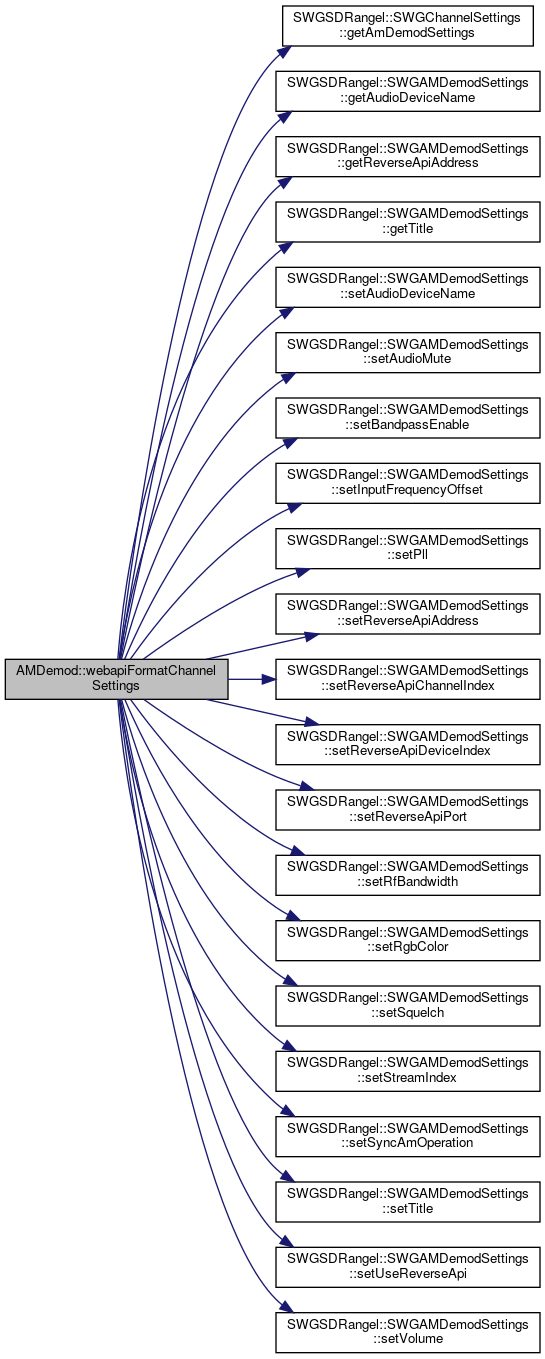 SWGSDRangel::SWGChannelSettings
::getAmDemodSettings
SWGSDRangel::SWGAMDemodSettings
::getAudioDeviceName
SWGSDRangel::SWGAMDemodSettings
::getReverseApiAddress
SWGSDRangel::SWGAMDemodSettings
::getTitle
SWGSDRangel::SWGAMDemodSettings
::setAudioDeviceName
SWGSDRangel::SWGAMDemodSettings
::setAudioMute
SWGSDRangel::SWGAMDemodSettings
::setBandpassEnable
SWGSDRangel::SWGAMDemodSettings
::setInputFrequencyOffset
SWGSDRangel::SWGAMDemodSettings
::setPll
SWGSDRangel::SWGAMDemodSettings
::setReverseApiAddress
AMDemod::webapiFormatChannel
Settings
SWGSDRangel::SWGAMDemodSettings
::setReverseApiChannelIndex
SWGSDRangel::SWGAMDemodSettings
::setReverseApiDeviceIndex
SWGSDRangel::SWGAMDemodSettings
::setReverseApiPort
SWGSDRangel::SWGAMDemodSettings
::setRfBandwidth
SWGSDRangel::SWGAMDemodSettings
::setRgbColor
SWGSDRangel::SWGAMDemodSettings
::setSquelch
SWGSDRangel::SWGAMDemodSettings
::setStreamIndex
SWGSDRangel::SWGAMDemodSettings
::setSyncAmOperation
SWGSDRangel::SWGAMDemodSettings
::setTitle
SWGSDRangel::SWGAMDemodSettings
::setUseReverseApi
SWGSDRangel::SWGAMDemodSettings
::setVolume